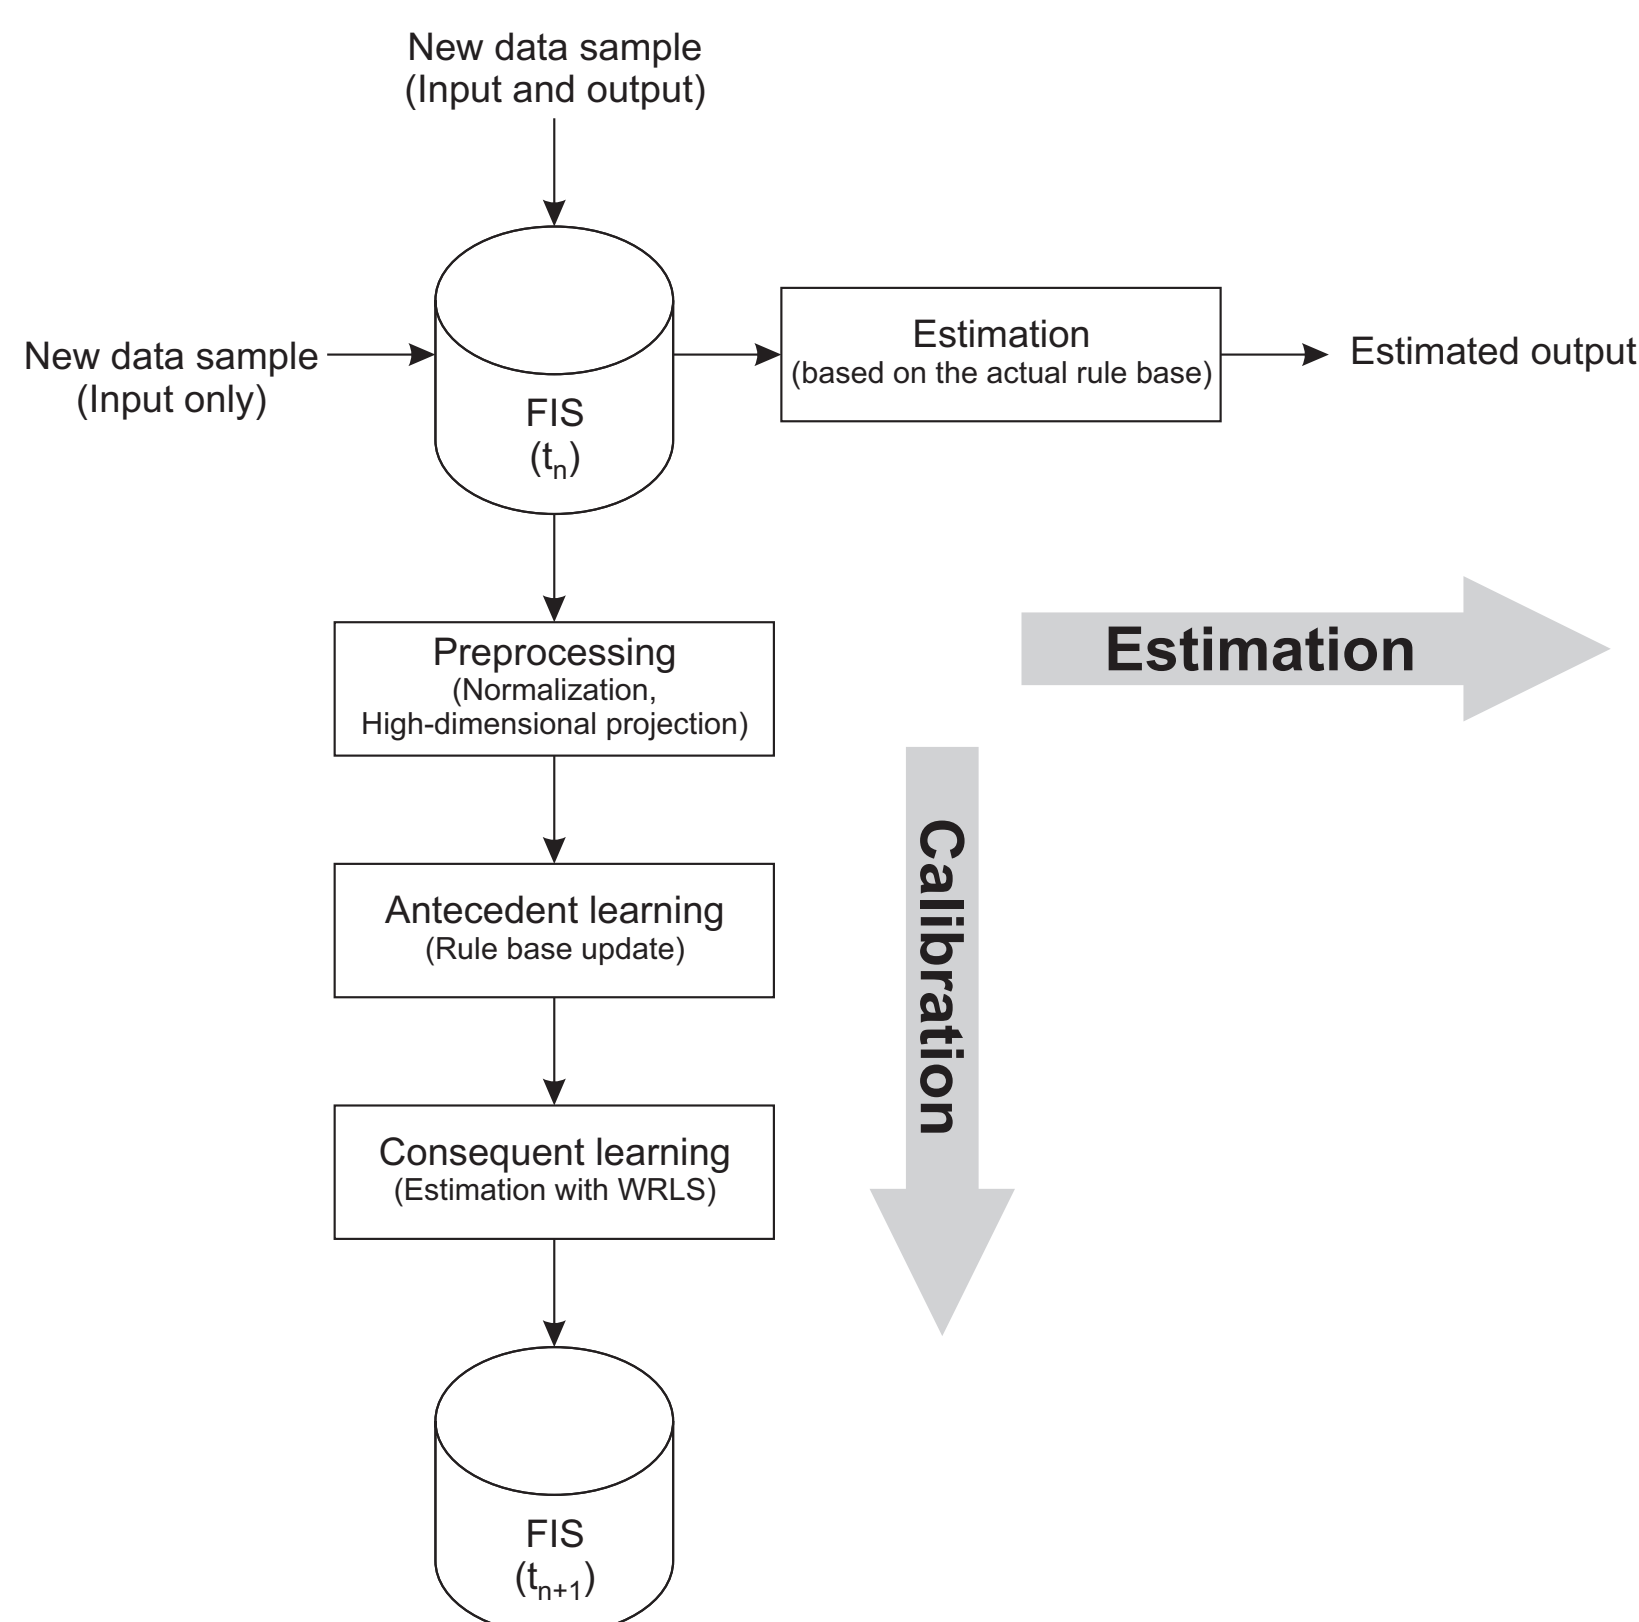 New data sample
(Input and output)
New data sample
(Input only)
FIS
(tn)
Estimation
(based on the actual rule base)
Estimated output
Preprocessing
(Normalization,
High-dimensional projection)
Estimation
Calibration
Antecedent learning
(Rule base update)
Consequent learning
(Estimation with WRLS)
FIS
(tn+1)